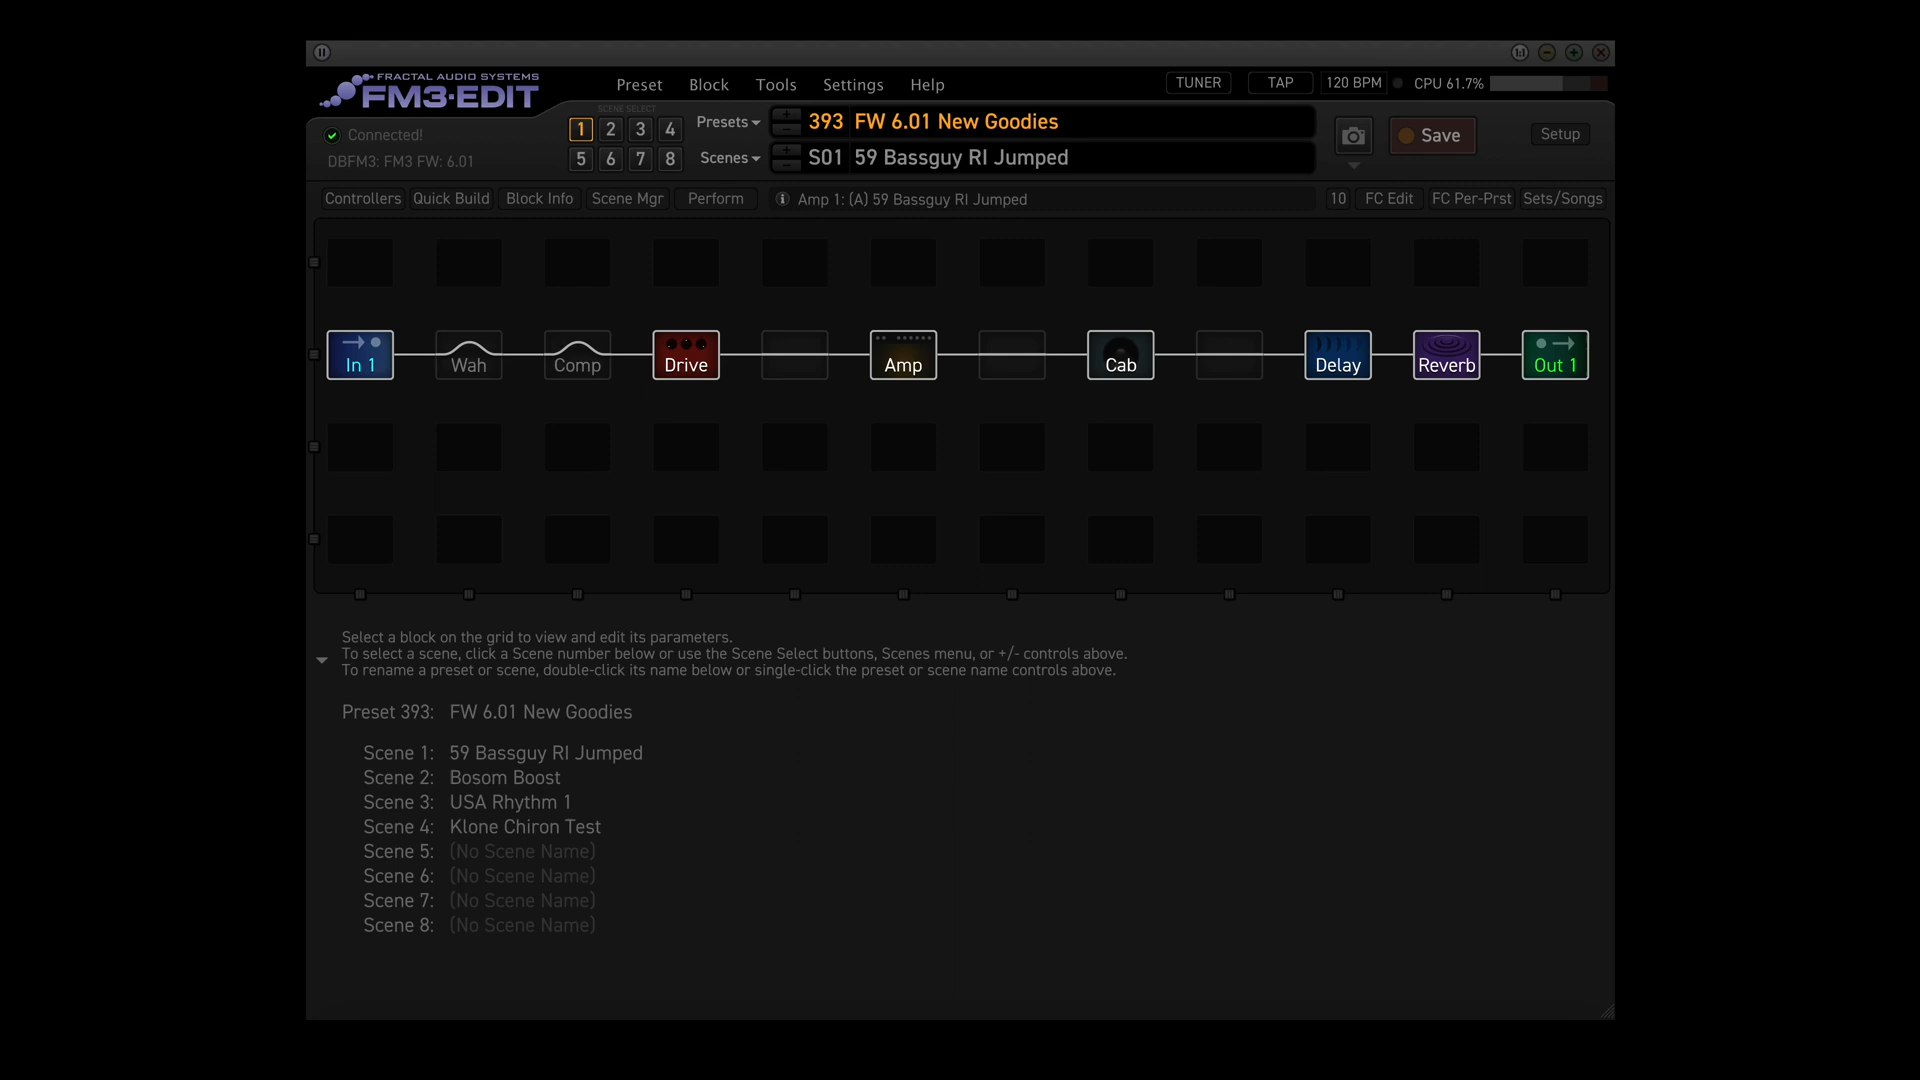 FRACTAL AUDIO SYSTEMS
FM3·EDIT
Preset Block Tools Settings Help
TUNER TAP 120 BPM CPU 61.7%
SCENE SELECT
Connected!
DBFM3: FM3 FW: 6.01
1 2 3 4
5 6 7 8
Presets + - 393 FW 6.01 New Goodies
Scenes + - S01 59 Bassguy RI Jumped
Save
Setup
Controllers Quick Build Block Info Scene Mgr Perform Amp 1: (A) 59 Bassguy RI Jumped 10 FC Edit FC Per-Prst Sets/Songs
In 1 Wah Comp Drive Amp Cab Delay Reverb Out 1
Select a block on the grid to view and edit its parameters.
To select a scene, click a Scene number below or use the Scene Select buttons, Scenes menu, or +/- controls above.
To rename a preset or scene, double-click its name below or single-click the preset or scene name controls above.
Preset 393: FW 6.01 New Goodies
Scene 1: 59 Bassguy RI Jumped
Scene 2: Bosom Boost
Scene 3: USA Rhythm 1
Scene 4: Klone Chiron Test
Scene 5: (No Scene Name)
Scene 6: (No Scene Name)
Scene 7: (No Scene Name)
Scene 8: (No Scene Name)